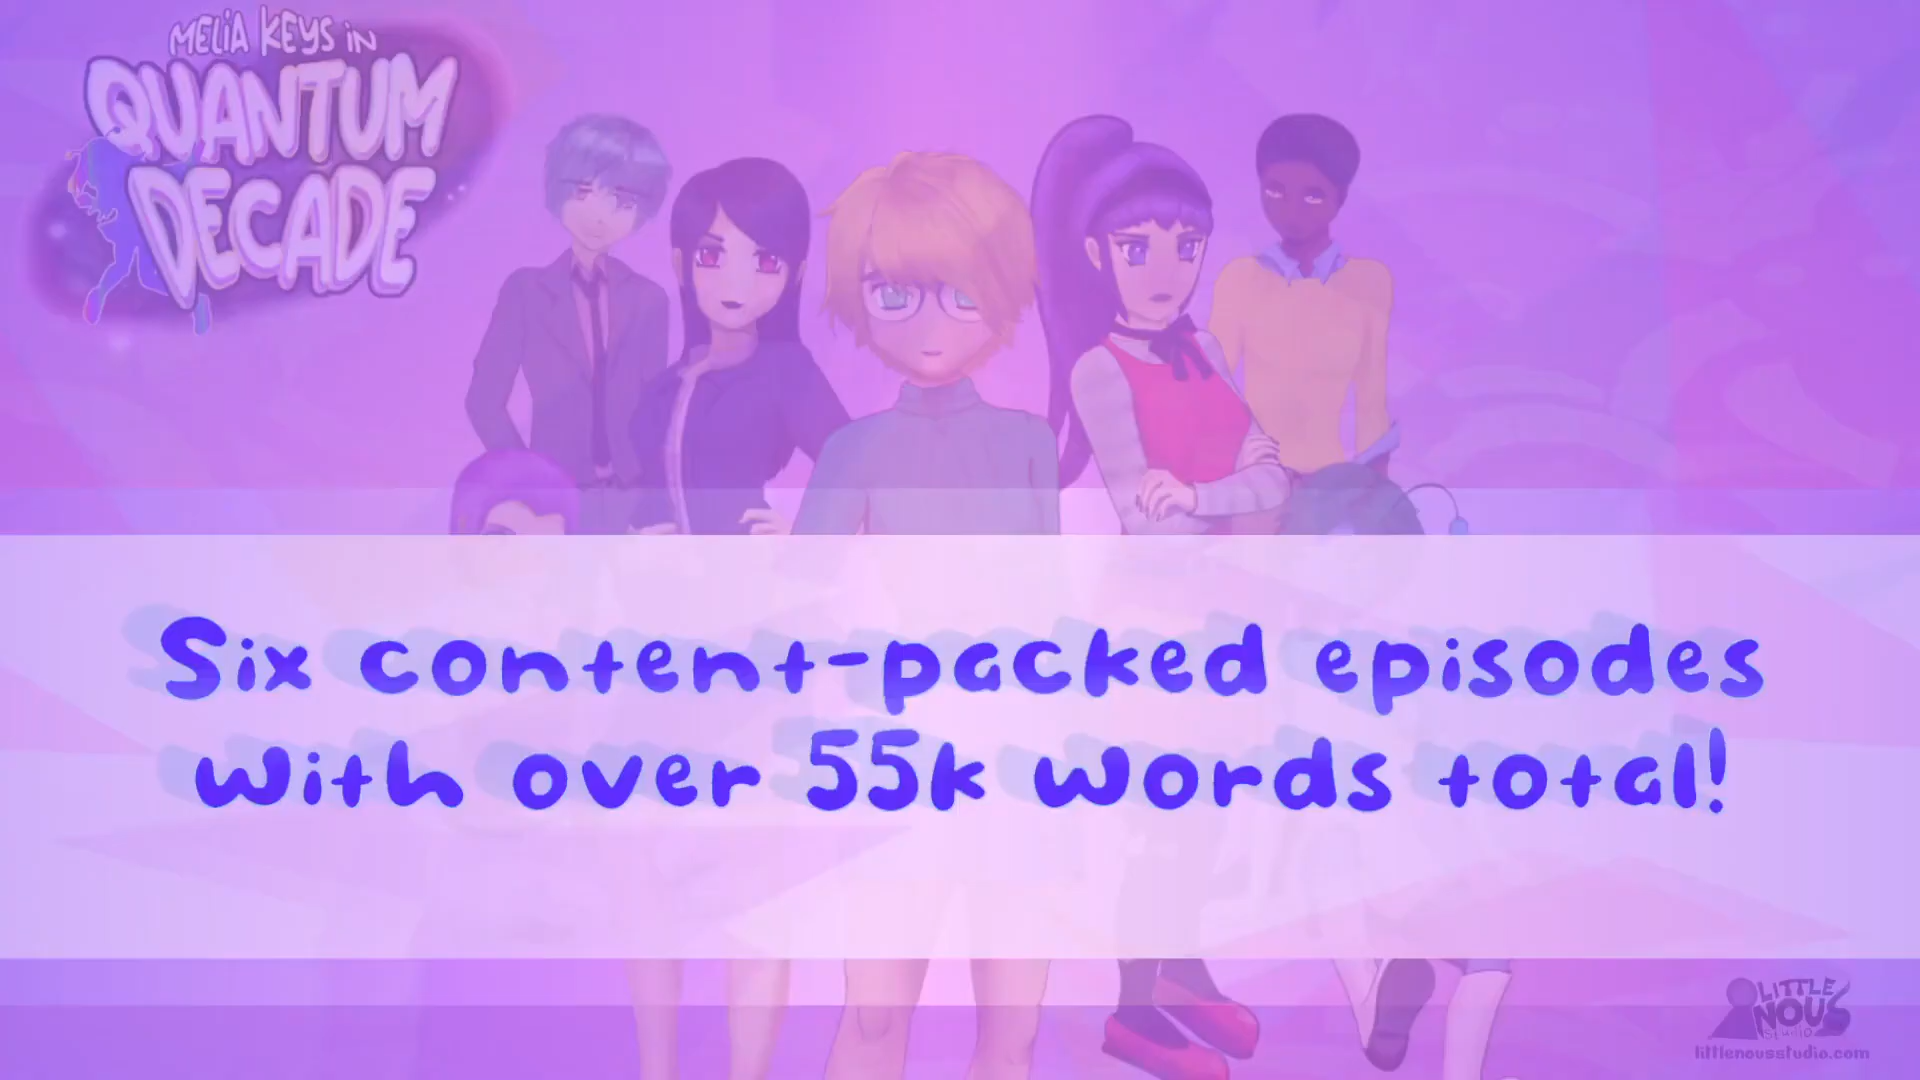 MELIA KEYS IN
QUANTUM
DECADE
Six content-packed episodes
with over 55k words total!
LITTLE
NOUS
Studio
littlenousstudio.com